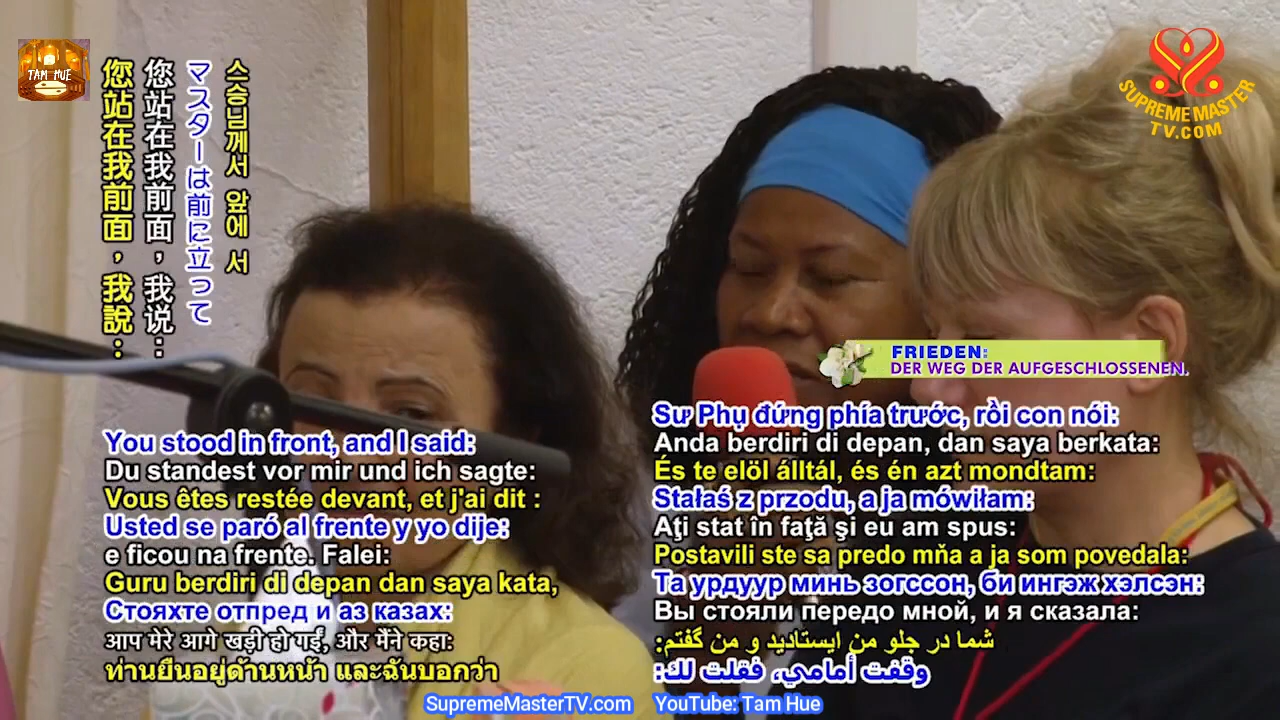 TAM HUE
您站在我前面，我說：
您站在我前面，我说：
マスターは前に立って
스승님께서 앞에 서
SUPREME MASTER
TV.COM
FRIEDEN:
DER WEG DER AUFGESCHLOSSENEN.
You stood in front, and I said:
Du standest vor mir und ich sagte:
Vous êtes restée devant, et j'ai dit :
Usted se paró al frente y yo dije:
e ficou na frente. Falei:
Guru berdiri di depan dan saya kata,
Стояхте отпред и аз казах:
आप मेरे आगे खड़ी हो गईं, और मैंने कहा:
ท่านยืนอยู่ด้านหน้า และฉันบอกว่า
Sư Phụ đứng phía trước, rồi con nói:
Anda berdiri di depan, dan saya berkata:
És te elöl álltál, és én azt mondtam:
Stałaś z przodu, a ja mówiłam:
Aţi stat în faţă şi eu am spus:
Postavili ste sa predo mňa a ja som povedala:
Та урдуур минь зогссон, би ингэж хэлсэн:
Вы стояли передо мной, и я сказала:
شما در جلو من ایستادید و من گفتم:
وقفت أمامي، فقلت لك:
SupremeMasterTV.com YouTube: Tam Hue